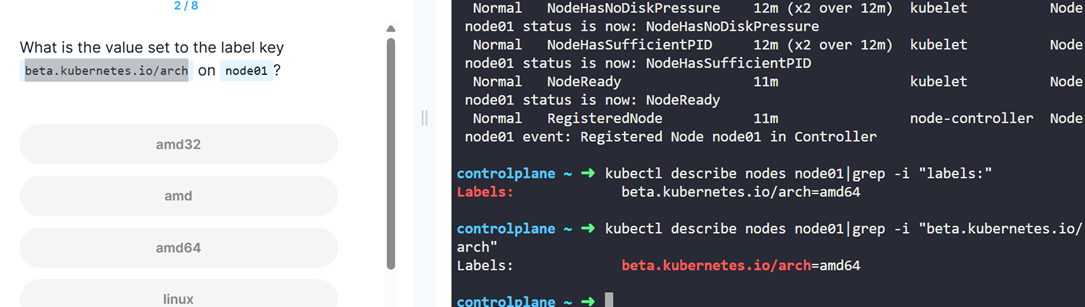 2 / 8
What is the value set to the label key
beta.kubernetes.io/arch on node01 ?
amd32
amd
amd64
linux
Normal NodeHasNoDiskPressure 12m (x2 over 12m) kubelet Node
node01 status is now: NodeHasNoDiskPressure
Normal NodeHasSufficientPID 12m (x2 over 12m) kubelet Node
node01 status is now: NodeHasSufficientPID
Normal NodeReady 11m kubelet Node
node01 status is now: NodeReady
Normal RegisteredNode 11m node-controller Node
node01 event: Registered Node node01 in Controller
controlplane ~ ➜ kubectl describe nodes node01|grep -i "labels:"
Labels: beta.kubernetes.io/arch=amd64
controlplane ~ ➜ kubectl describe nodes node01|grep -i "beta.kubernetes.io/
arch"
Labels: beta.kubernetes.io/arch=amd64
controlplane ~ ➜